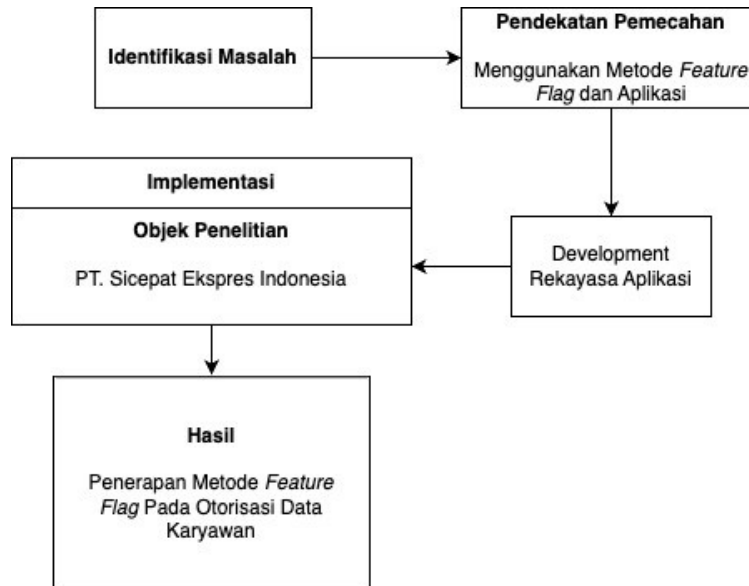 Identifikasi Masalah
Pendekatan Pemecahan
Menggunakan Metode Feature
Flag dan Aplikasi
Development
Rekayasa Aplikasi
Implementasi
Objek Penelitian
PT. Sicepat Ekspres Indonesia
Hasil
Penerapan Metode Feature
Flag Pada Otorisasi Data
Karyawan